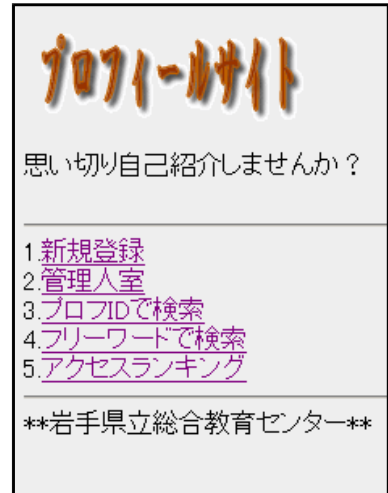 プロフィールサイト
思い切り自己紹介しませんか？
1.新規登録
2.管理人室
3.プロフIDで検索
4.フリーワードで検索
5.アクセスランキング
**岩手県立総合教育センター**